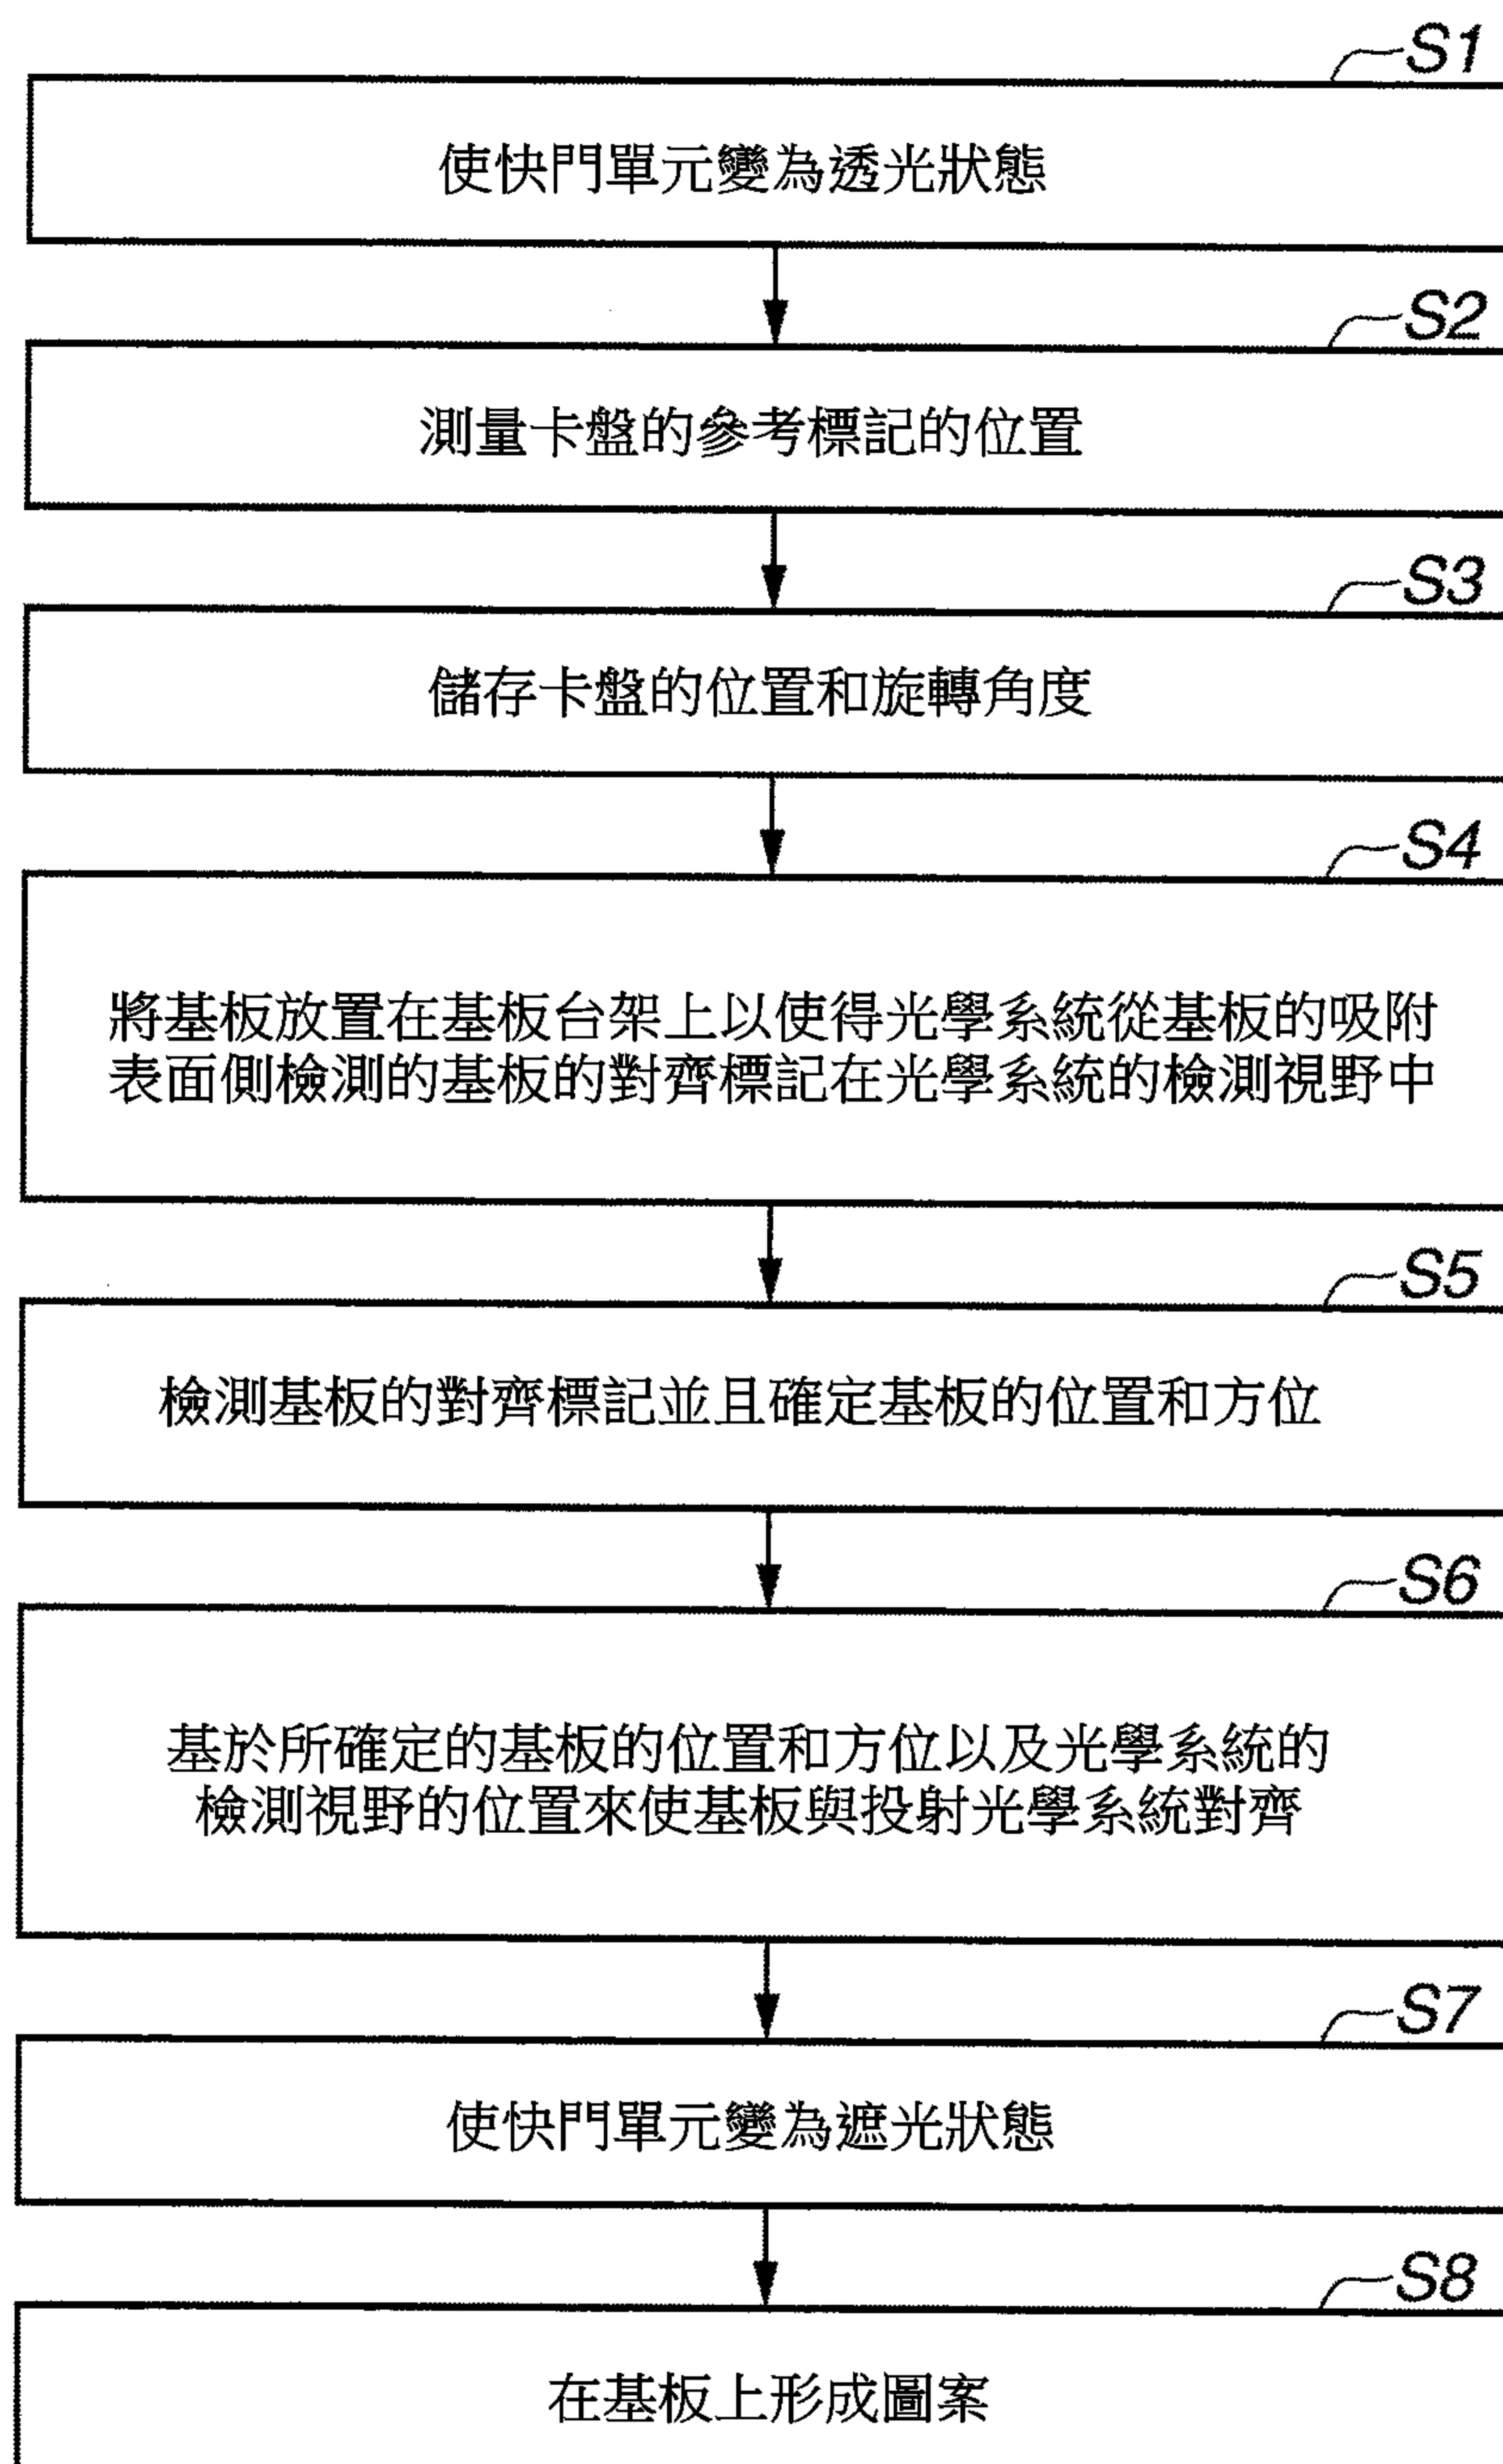 S1
使快門單元變為透光狀態
S2
測量卡盤的參考標記的位置
S3
儲存卡盤的位置和旋轉角度
S4
將基板放置在基板台架上以使得光學系統從基板的吸附
表面側檢測的基板的對齊標記在光學系統的檢測視野中
S5
檢測基板的對齊標記並且確定基板的位置和方位
S6
基於所確定的基板的位置和方位以及光學系統的
檢測視野的位置來使基板與投射光學系統對齊
S7
使快門單元變為遮光狀態
S8
在基板上形成圖案